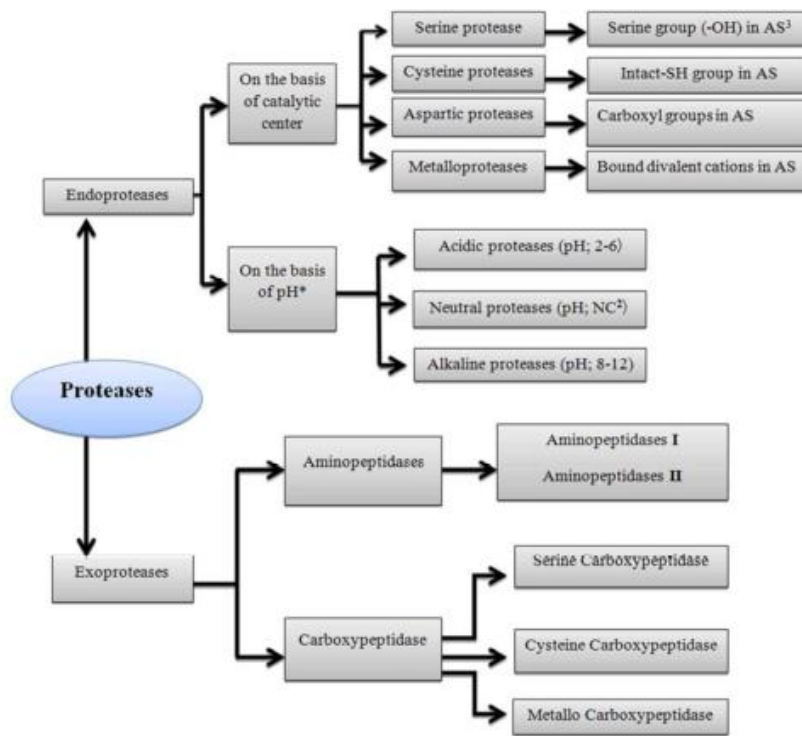 Serine protease
Serine group (-OH) in AS³
On the basis
of catalytic
center
Cysteine proteases
Intact-SH group in AS
Aspartic proteases
Carboxyl groups in AS
Metalloproteases
Bound divalent cations in AS
Endoproteases
On the basis
of pH*
Acidic proteases (pH; 2-6)
Neutral proteases (pH; NC²)
Alkaline proteases (pH; 8-12)
Proteases
Aminopeptidases
Aminopeptidases I
Aminopeptidases II
Exoproteases
Serine Carboxypeptidase
Carboxypeptidase
Cysteine Carboxypeptidase
Metallo Carboxypeptidase